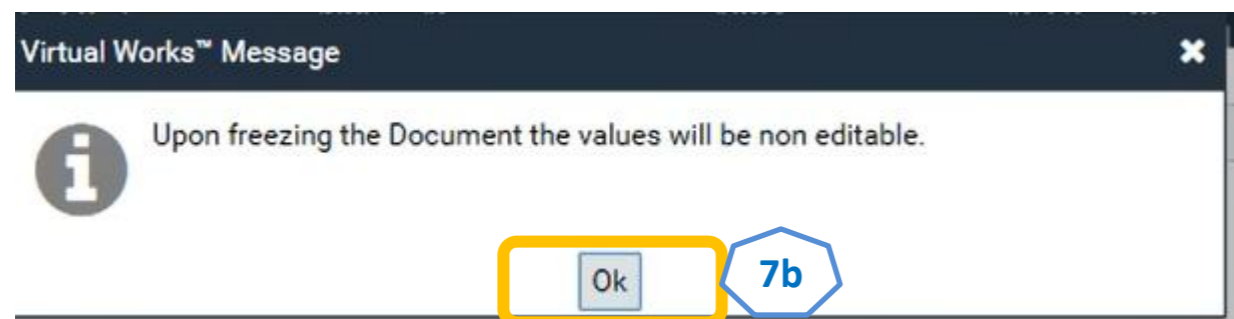 Virtual Works™ Message
Upon freezing the Document the values will be non editable.
Ok
7b